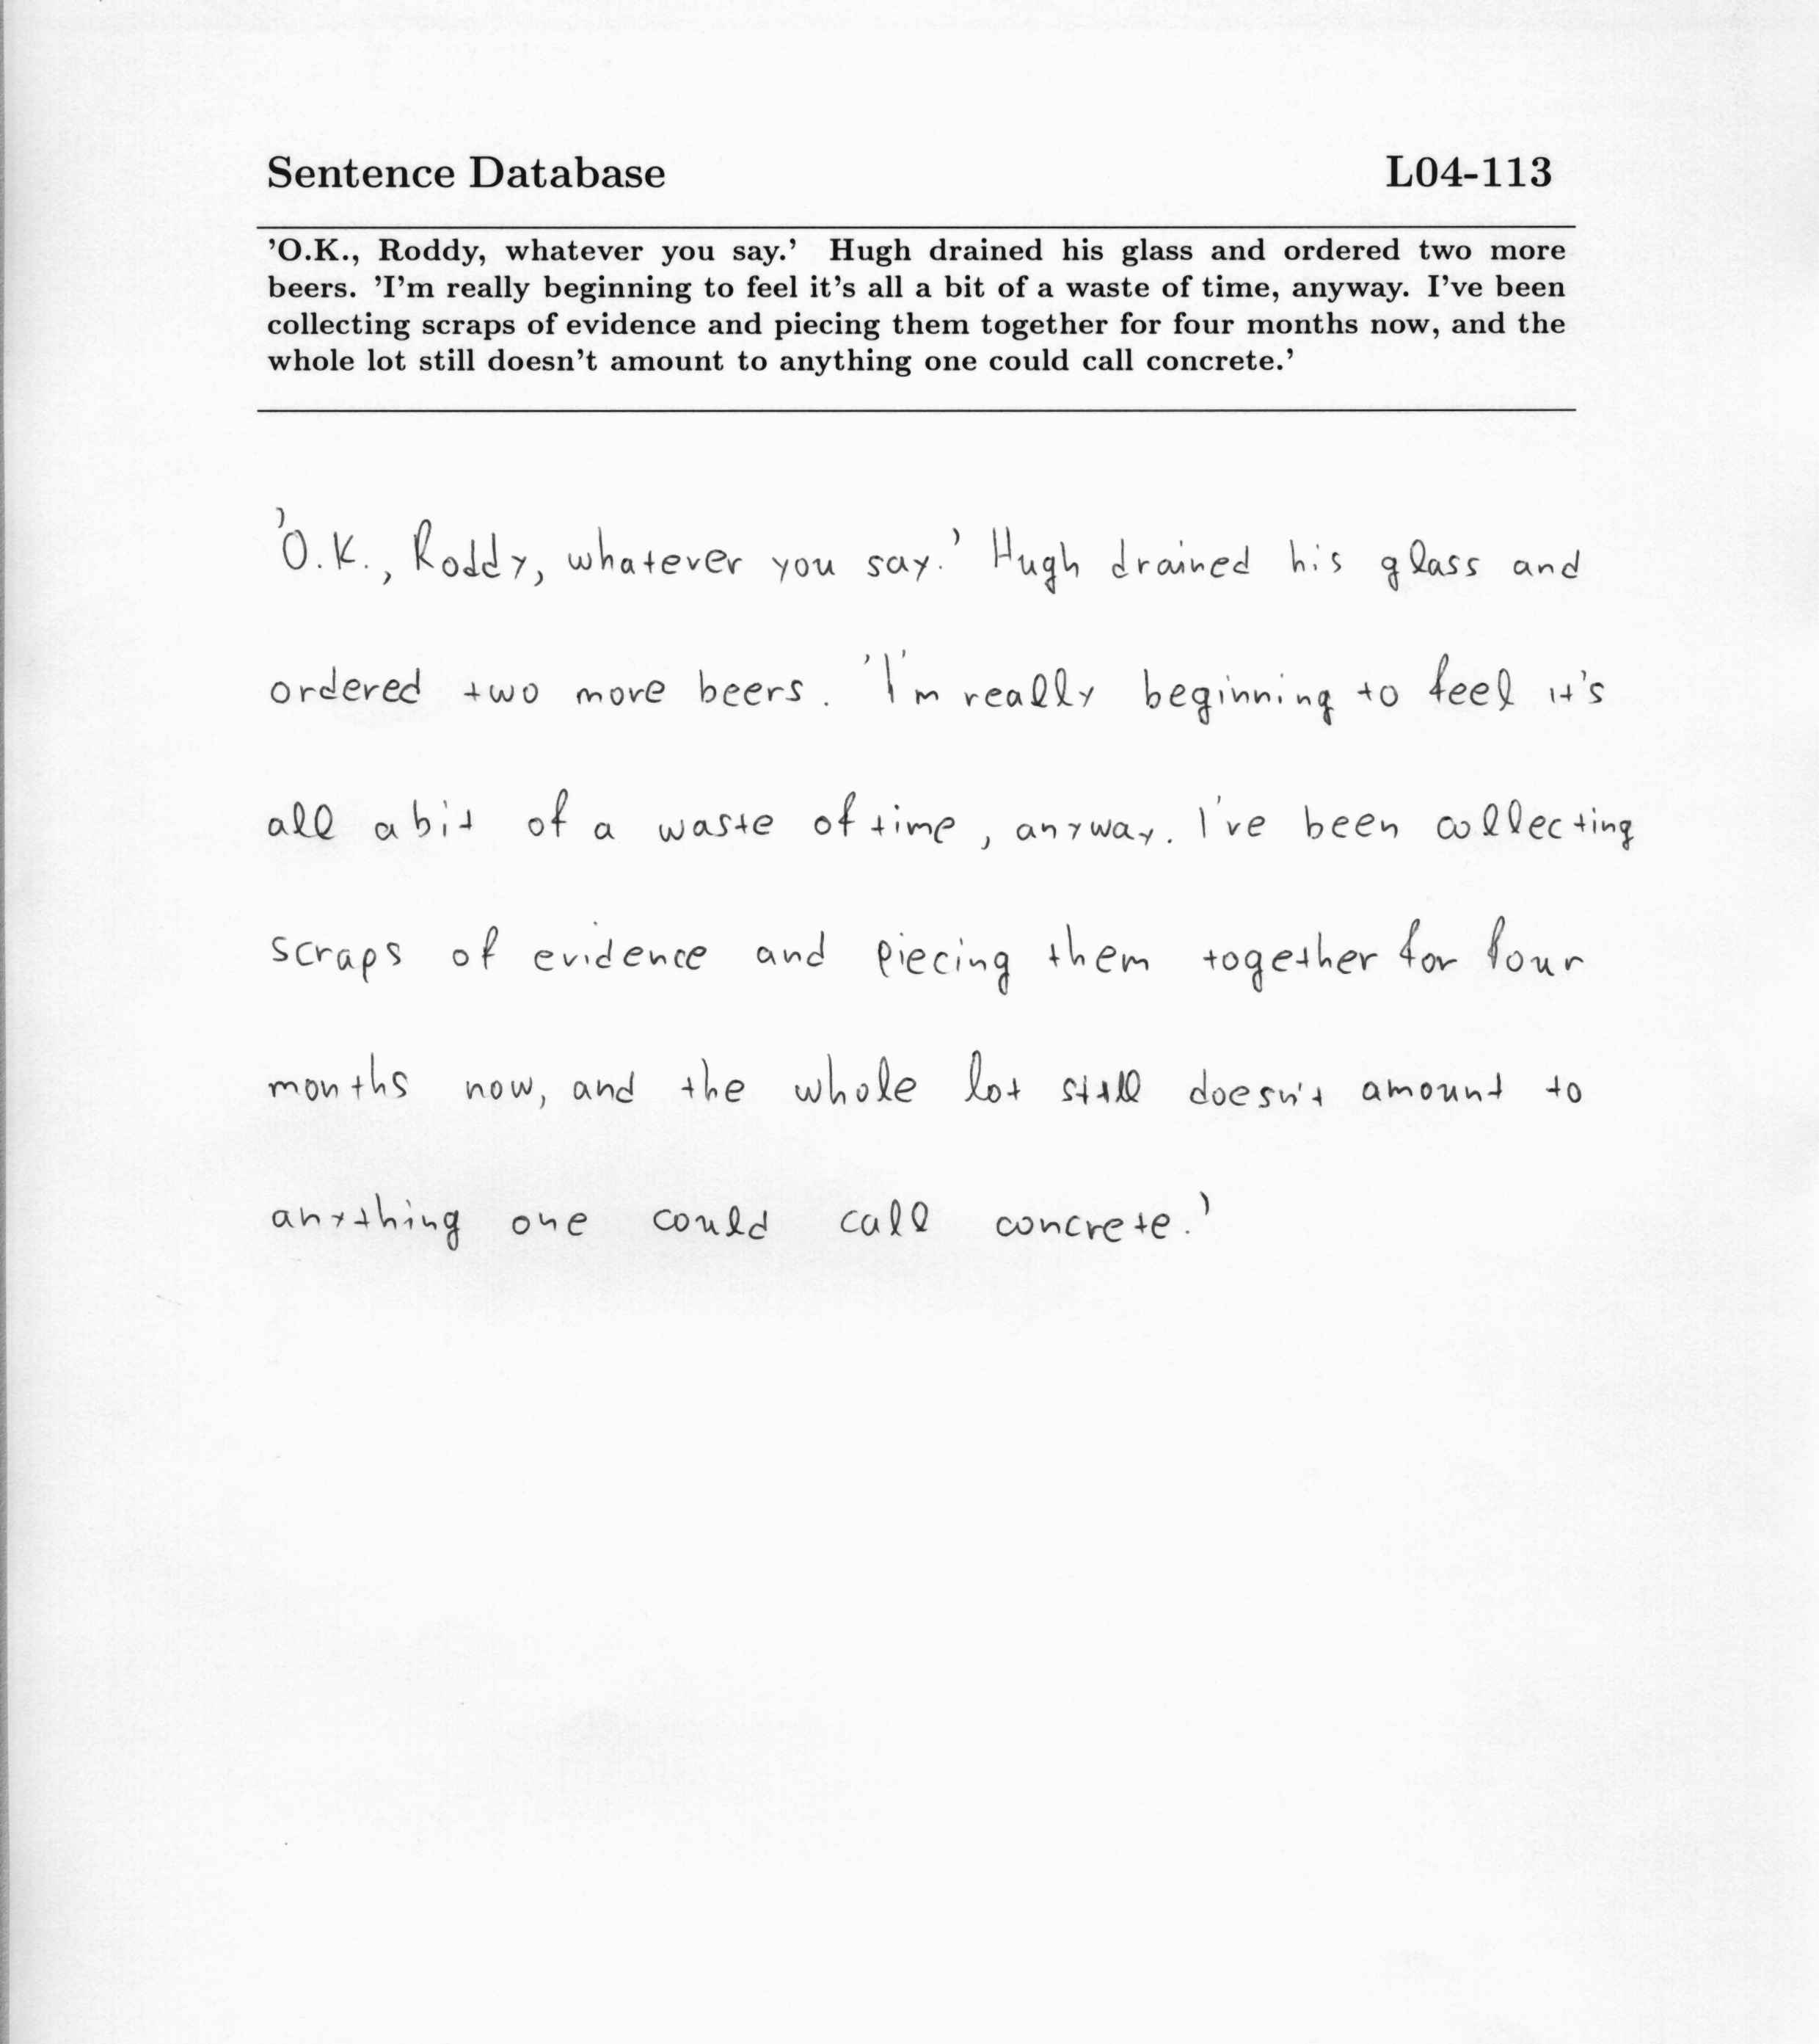 Sentence Database L04-113
'O.K., Roddy, whatever you say.' Hugh drained his glass and ordered two more
beers. 'I'm really beginning to feel it's all a bit of a waste of time, anyway. I've been
collecting scraps of evidence and piecing them together for four months now, and the
whole lot still doesn't amount to anything one could call concrete.'
'O.K., Roddy, whatever you say.' Hugh drained his glass and
ordered two more beers. 'I'm really beginning to feel it's
all a bit of a waste of time, anyway. I've been collecting
scraps of evidence and piecing them together for four
months now, and the whole lot still doesn't amount to
anything one could call concrete.'